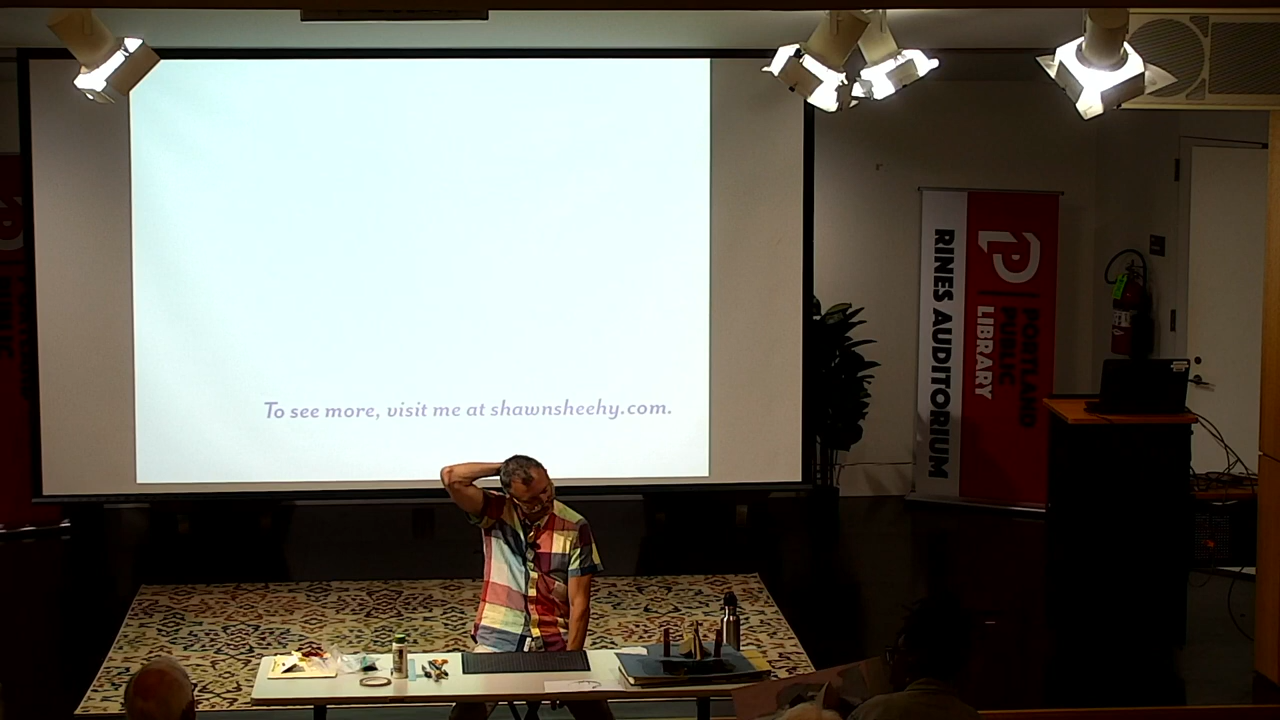 To see more, visit me at shawnsheehy.com.
RINES AUDITORIUM
PORTLAND
PUBLIC
LIBRARY